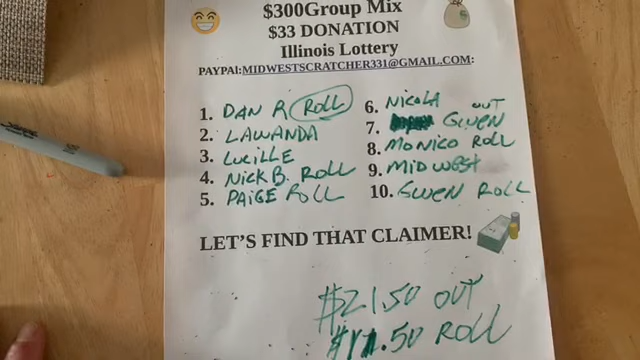 $300Group Mix
$33 DONATION
Illinois Lottery
PAYPAl:MIDWESTSCRATCHER331@GMAIL.COM:
1. DAN R ROLL
2. LAWANDA
3. LUCILLE
4. NICK B. ROLL
5. PAIGE ROLL
6. NICOLA OUT
7. GWEN
8. MONICO ROLL
9. MIDWEST
10. GWEN ROLL
LET'S FIND THAT CLAIMER!
$21.50 OUT
$11.50 ROLL